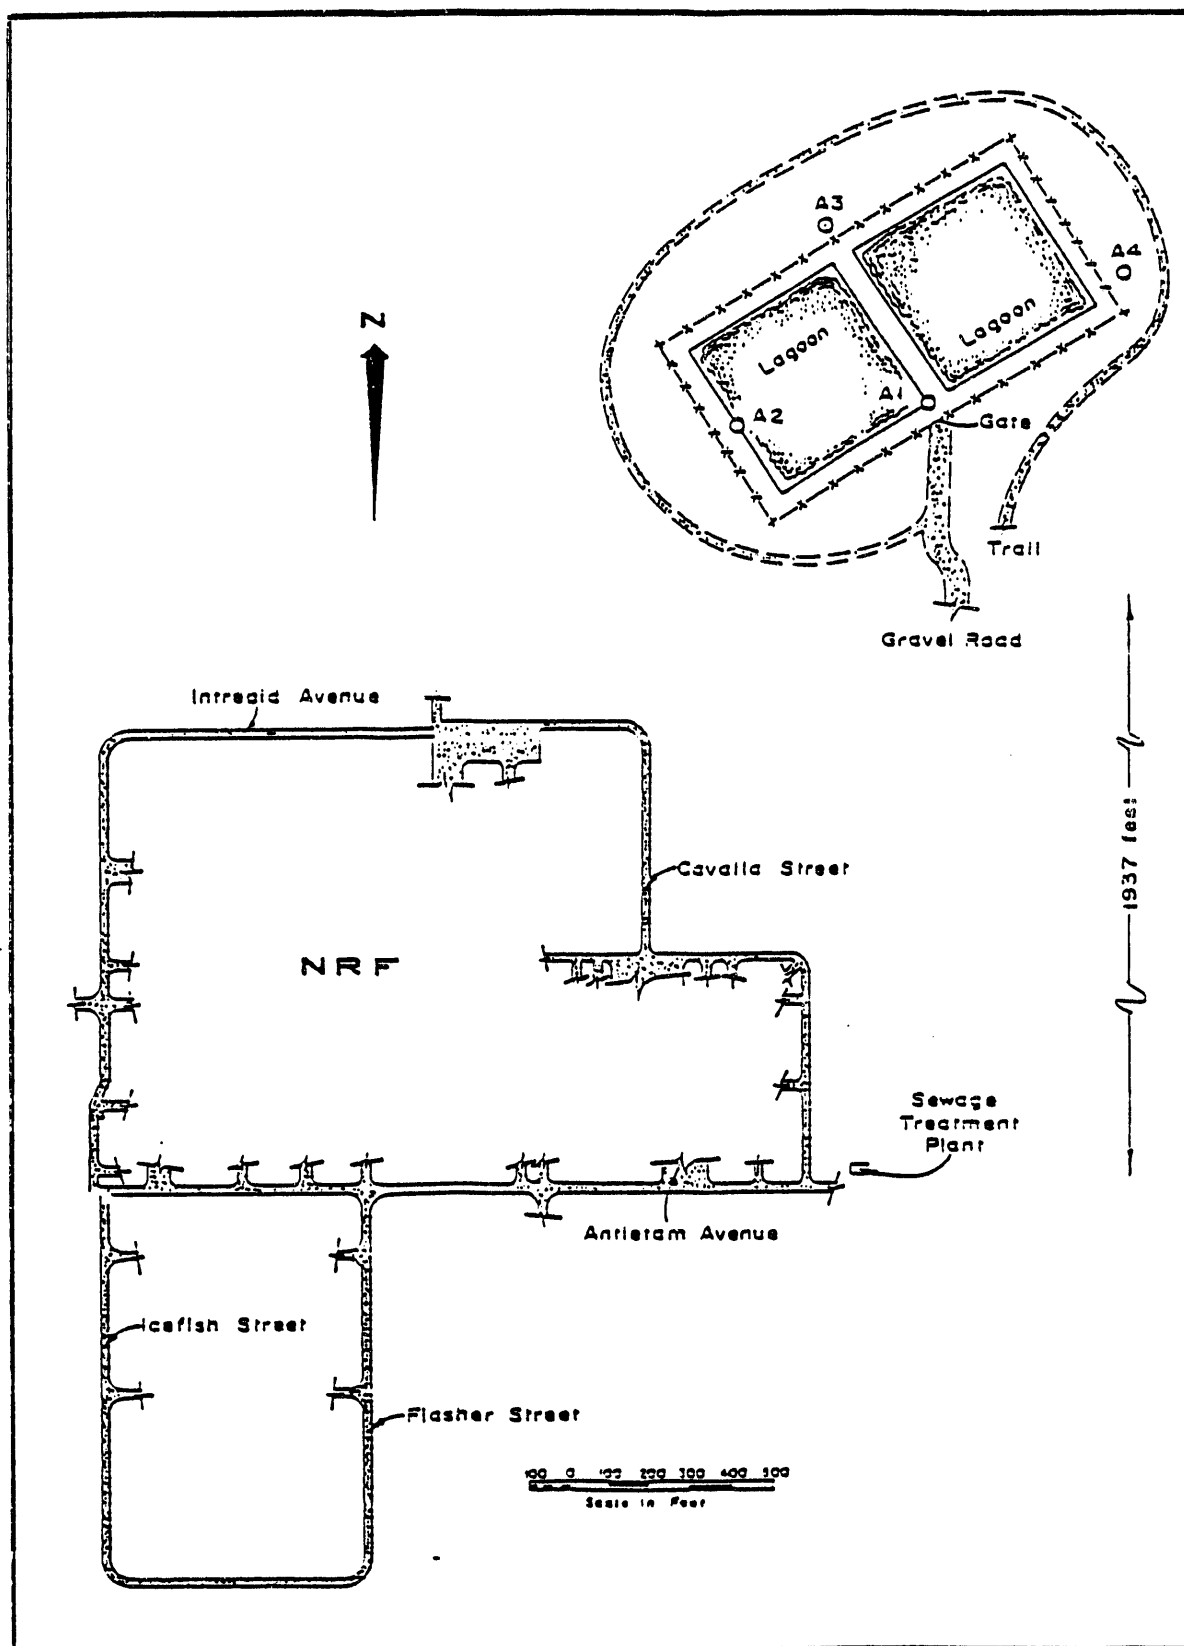 A3
A4
N
Lagoon
Lagoon
A1
A2
Gate
Trail
Gravel Road
Intrepid Avenue
1937 feet
Cavalla Street
NRF
Sewage
Treatment
Plant
Antietam Avenue
Icefish Street
Flasher Street
100 0 100 200 300 400 500
Scale in Feet